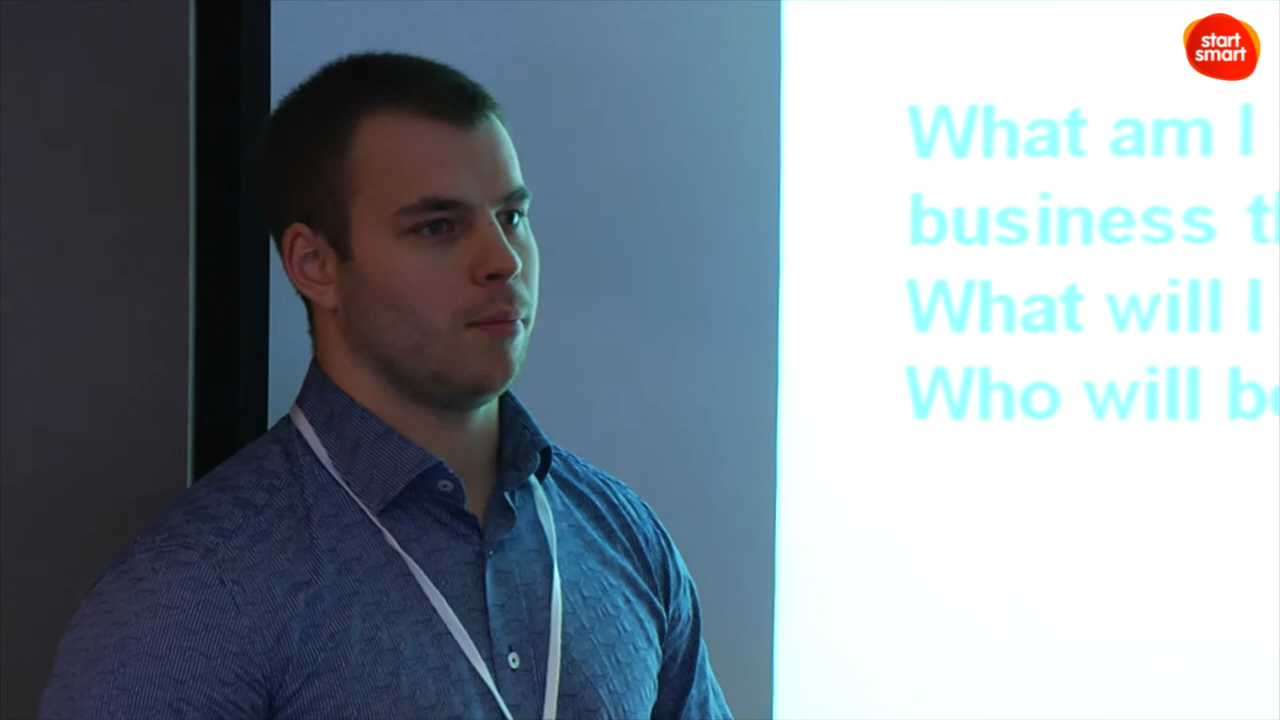 start
smart
What am I
business
What will I
Who will